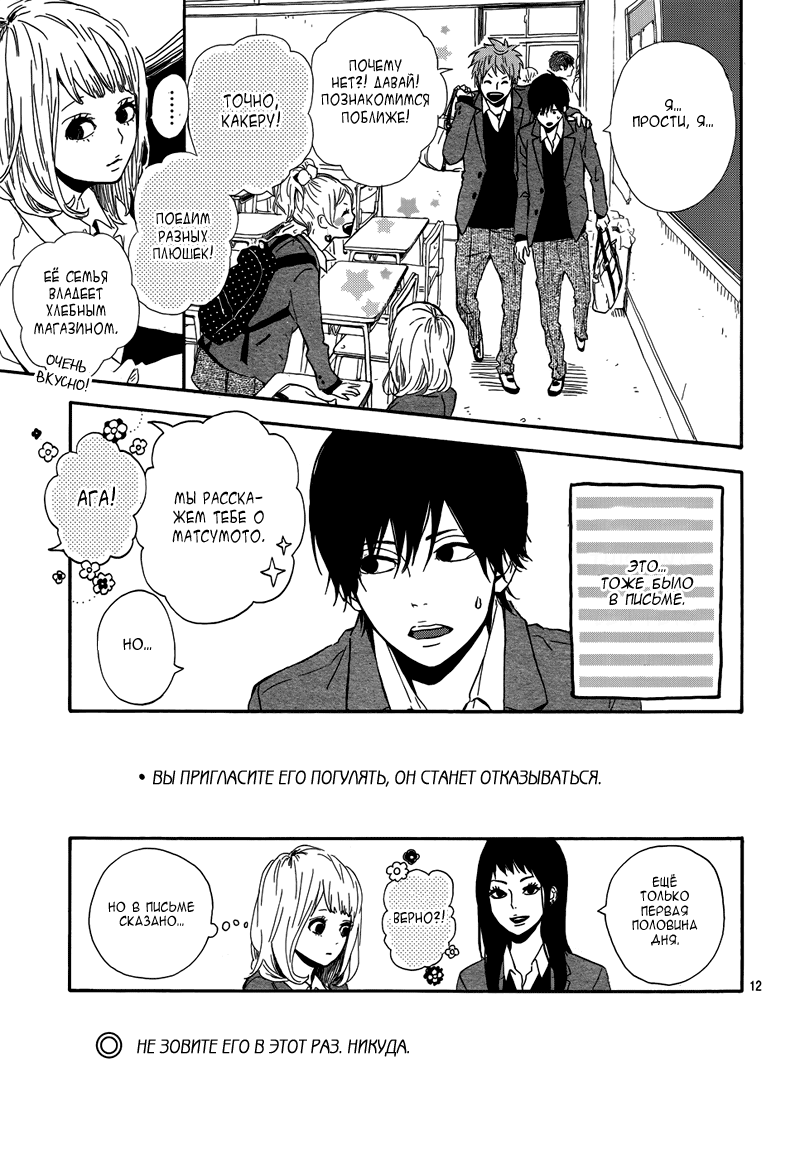 Я...
ПРОСТИ, Я...
ПОЧЕМУ
НЕТ?! ДАВАЙ!
ПОЗНАКОМИМСЯ
ПОБЛИЖЕ!
ТОЧНО,
КАКЕРУ!
ПОЕДИМ
РАЗНЫХ
ПЛЮШЕК!
.......
ЕЁ СЕМЬЯ
ВЛАДЕЕТ
ХЛЕБНЫМ
МАГАЗИНОМ.
ОЧЕНЬ
ВКУСНО!
ЭТО...
ТОЖЕ БЫЛО
В ПИСЬМЕ.
МЫ РАССКА-
ЖЕМ ТЕБЕ О
МАТСУМОТО.
АГА!
НО...
• ВЫ ПРИГЛАСИТЕ ЕГО ПОГУЛЯТЬ, ОН СТАНЕТ ОТКАЗЫВАТЬСЯ.
ЕЩЁ
ТОЛЬКО
ПЕРВАЯ
ПОЛОВИНА
ДНЯ.
ВЕРНО?!
НО В ПИСЬМЕ
СКАЗАНО...
12
НЕ ЗОВИТЕ ЕГО В ЭТОТ РАЗ. НИКУДА.